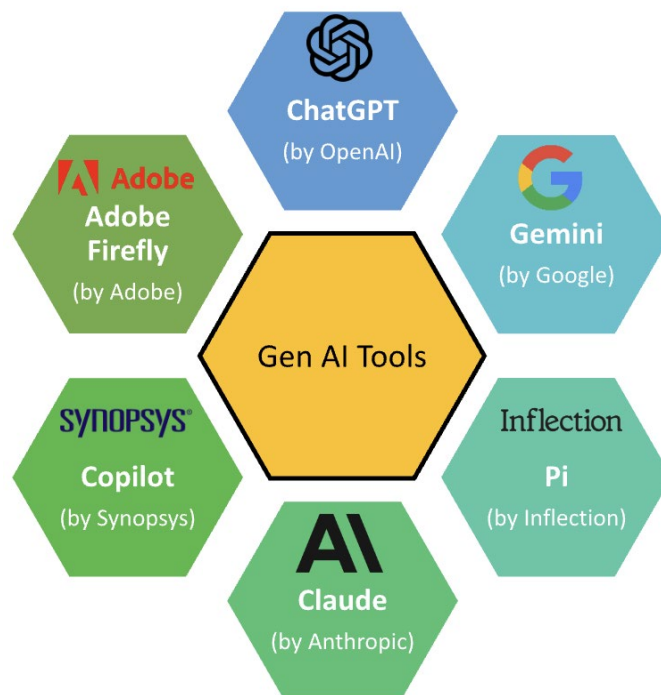 ChatGPT
(by OpenAI)
Adobe
Adobe
Firefly
(by Adobe)
Gemini
(by Google)
Gen AI Tools
SYNOPSYS®
Copilot
(by Synopsys)
Inflection
Pi
(by Inflection)
AI
Claude
(by Anthropic)